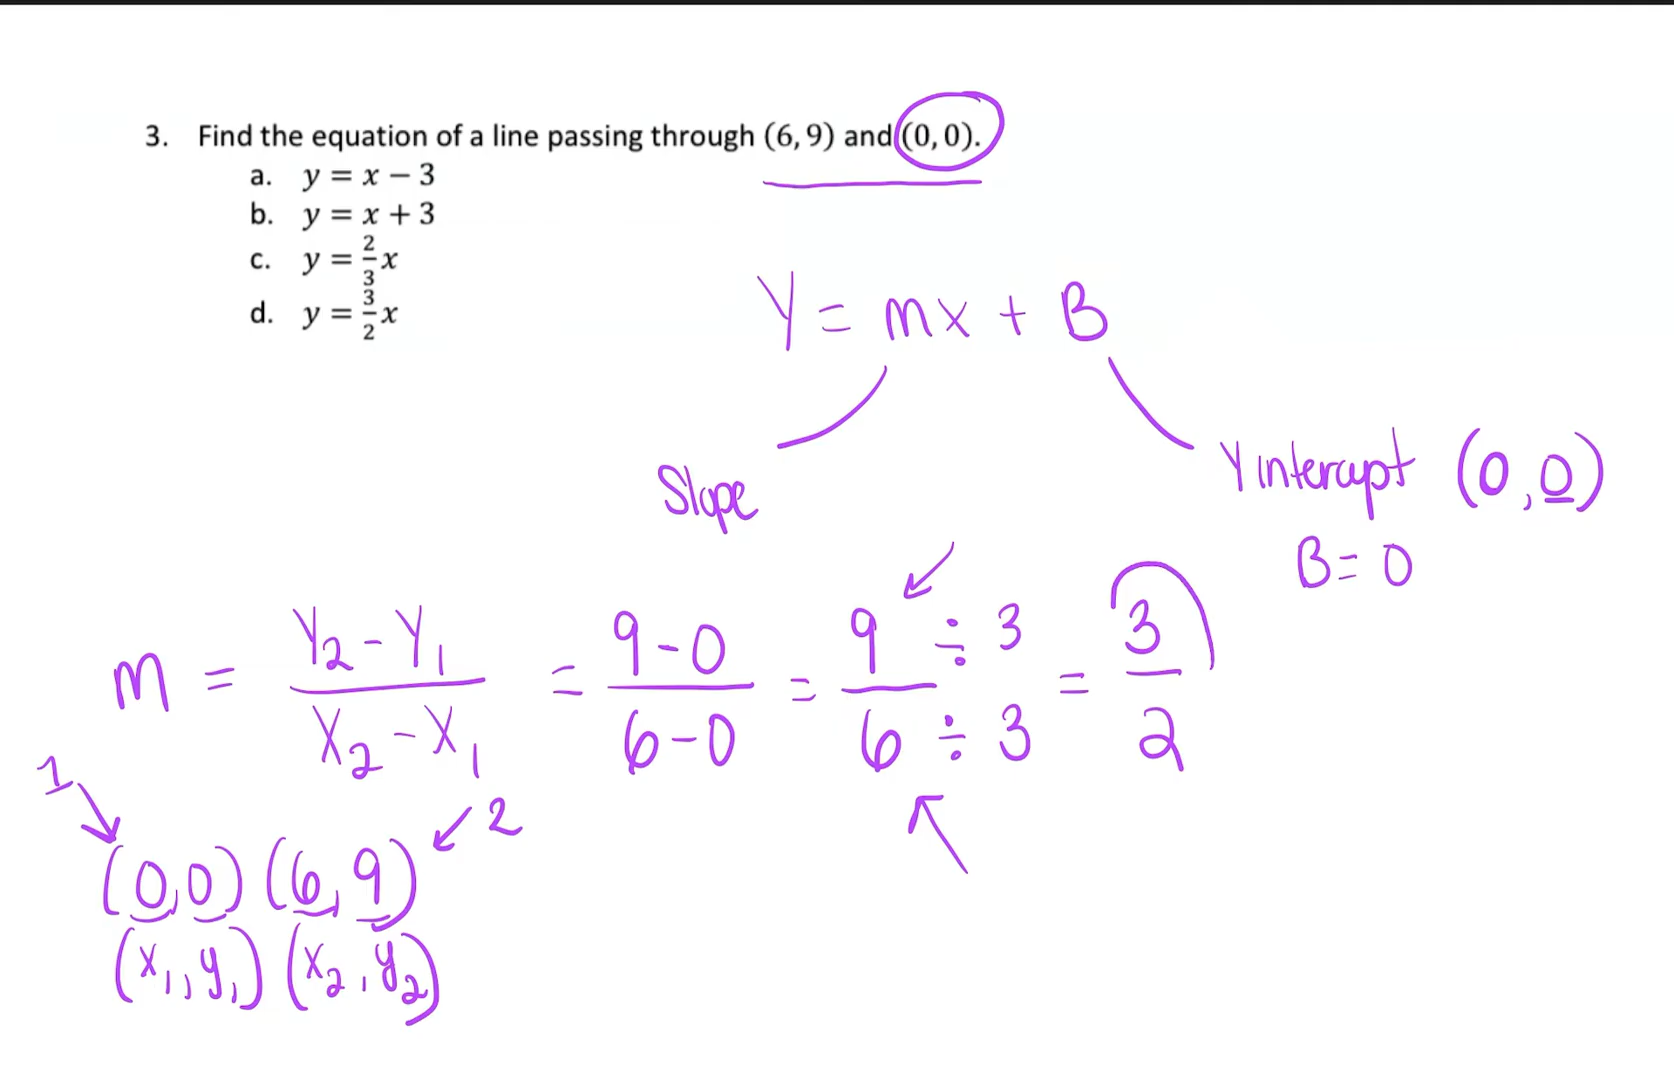 3. Find the equation of a line passing through (6, 9) and (0, 0).
a. y = x − 3
b. y = x + 3
c. y = 2/3 x
d. y = 3/2 x
Y = mx + B
Slope
Y intercept (0, 0)
B = 0
m = Y₂ - Y₁ / X₂ - X₁ = 9 - 0 / 6 - 0 = 9 ÷ 3 / 6 ÷ 3 = 3 / 2
1
2
(0,0) (6,9)
(x₁, y₁) (x₂, y₂)